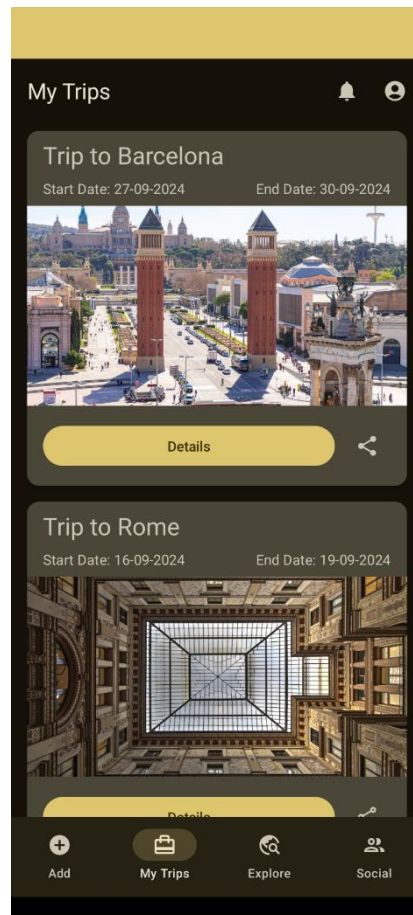 My Trips
Trip to Barcelona
Start Date: 27-09-2024 End Date: 30-09-2024
Details
Trip to Rome
Start Date: 16-09-2024 End Date: 19-09-2024
Details
Add My Trips Explore Social